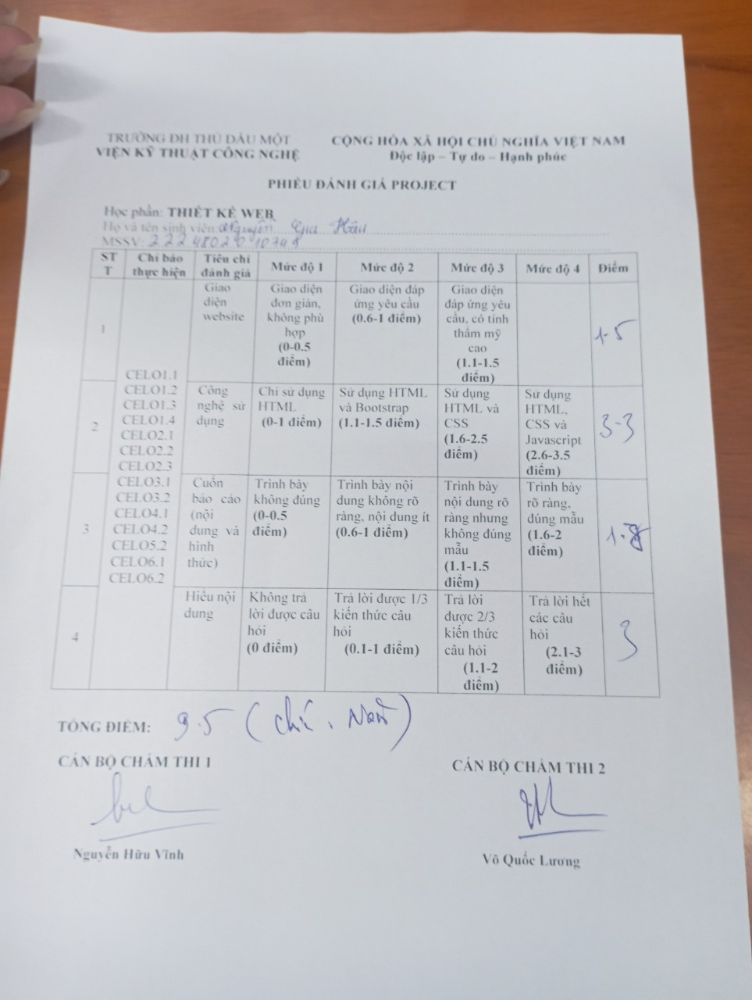 TRƯỜNG ĐH THỦ DẦU MỘT
VIỆN KỸ THUẬT CÔNG NGHỆ
CỘNG HÒA XÃ HỘI CHỦ NGHĨA VIỆT NAM
Độc lập – Tự do – Hạnh phúc
PHIẾU ĐÁNH GIÁ PROJECT
Học phần: THIẾT KẾ WEB
Họ và tên sinh viên: Nguyễn Gia Hân
MSSV: 2224802010349
ST
T
Chỉ báo
thực hiện
Tiêu chí
đánh giá
Mức độ 1
Mức độ 2
Mức độ 3
Mức độ 4
Điểm
1
Giao
diện
website
Giao diện
đơn giản,
không phù
hợp
(0-0.5
điểm)
Giao diện đáp
ứng yêu cầu
(0.6-1 điểm)
Giao diện
đáp ứng yêu
cầu, có tính
thẩm mỹ
cao
(1.1-1.5
điểm)
1.5
CELO1.1
CELO1.2
CELO1.3
CELO1.4
CELO2.1
CELO2.2
CELO2.3
CELO3.1
CELO3.2
CELO4.1
CELO4.2
CELO5.2
CELO6.1
CELO6.2
2
Công
nghệ sử
dụng
Chỉ sử dụng
HTML
(0-1 điểm)
Sử dụng HTML
và Bootstrap
(1.1-1.5 điểm)
Sử dụng
HTML và
CSS
(1.6-2.5
điểm)
Sử dụng
HTML,
CSS và
Javascript
(2.6-3.5
điểm)
3.3
3
Cuốn
báo cáo
(nội
dung và
hình
thức)
Trình bày
không đúng
(0-0.5
điểm)
Trình bày nội
dung không rõ
ràng, nội dung ít
(0.6-1 điểm)
Trình bày
nội dung rõ
ràng nhưng
không đúng
mẫu
(1.1-1.5
điểm)
Trình bày
rõ ràng,
đúng mẫu
(1.6-2
điểm)
4
Hiểu nội
dung
Không trả
lời được câu
hỏi
(0 điểm)
Trả lời được 1/3
kiến thức câu
hỏi
(0.1-1 điểm)
Trả lời
được 2/3
kiến thức
câu hỏi
(1.1-2
điểm)
Trả lời hết
các câu
hỏi
(2.1-3
điểm)
3
TỔNG ĐIỂM: 9.5 (Chín, Năm)
CÁN BỘ CHẤM THI 1
CÁN BỘ CHẤM THI 2
Nguyễn Hữu Vĩnh
Võ Quốc Lương